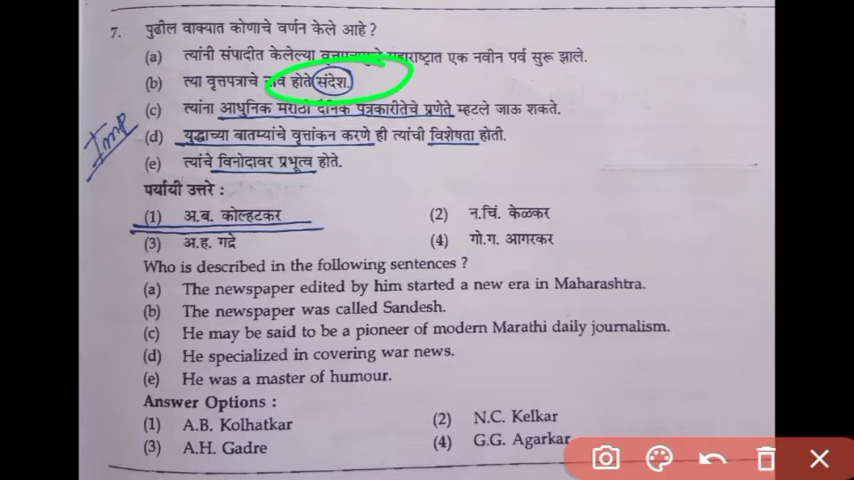 7. पुढील वाक्यात कोणाचे वर्णन केले आहे ?
(a) त्यांनी संपादीत केलेल्या वृत्तपत्रामुळे महाराष्ट्रात एक नवीन पर्व सुरू झाले.
(b) त्या वृत्तपत्राचे नाव होते संदेश.
(c) त्यांना आधुनिक मराठी दैनिक पत्रकारीतेचे प्रणेते म्हटले जाऊ शकते.
Imp
(d) युद्धाच्या बातम्यांचे वृत्तांकन करणे ही त्यांची विशेषता होती.
(e) त्यांचे विनोदावर प्रभूत्व होते.
पर्यायी उत्तरे :
(1) अ.ब. कोल्हटकर (2) न.चिं. केळकर
(3) अ.ह. गद्रे (4) गो.ग. आगरकर
Who is described in the following sentences ?
(a) The newspaper edited by him started a new era in Maharashtra.
(b) The newspaper was called Sandesh.
(c) He may be said to be a pioneer of modern Marathi daily journalism.
(d) He specialized in covering war news.
(e) He was a master of humour.
Answer Options :
(1) A.B. Kolhatkar (2) N.C. Kelkar
(3) A.H. Gadre (4) G.G. Agarkar